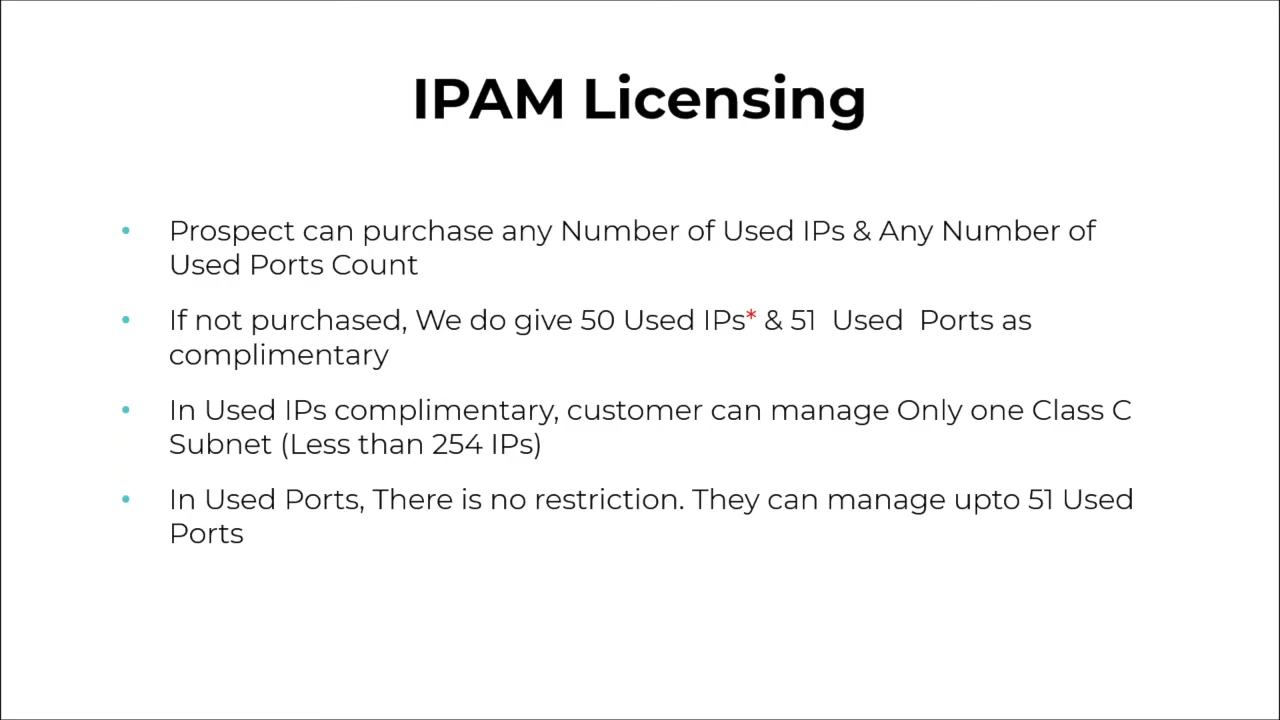 IPAM Licensing
• Prospect can purchase any Number of Used IPs & Any Number of
Used Ports Count
• If not purchased, We do give 50 Used IPs* & 51  Used  Ports as
complimentary
• In Used IPs complimentary, customer can manage Only one Class C
Subnet (Less than 254 IPs)
• In Used Ports, There is no restriction. They can manage upto 51 Used
Ports